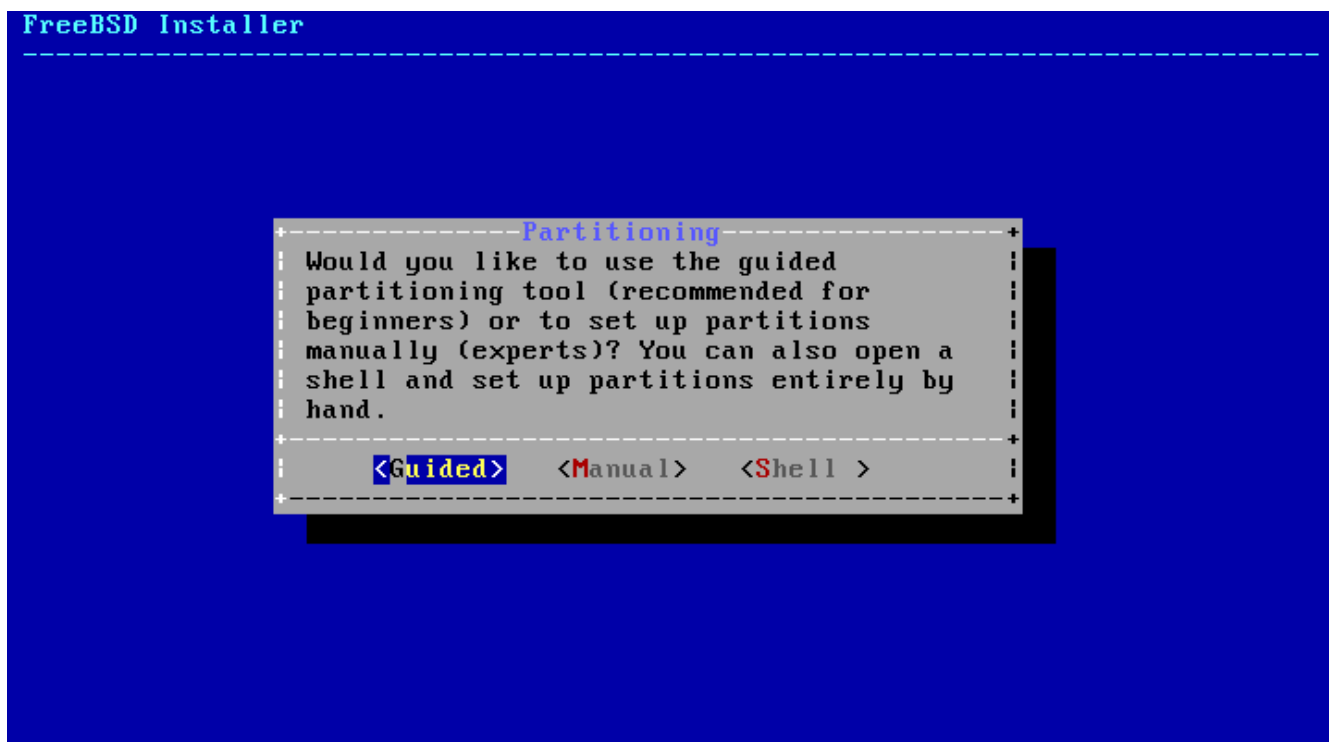 FreeBSD Installer
Partitioning
Would you like to use the guided
partitioning tool (recommended for
beginners) or to set up partitions
manually (experts)? You can also open a
shell and set up partitions entirely by
hand.
<Guided> <Manual> <Shell >